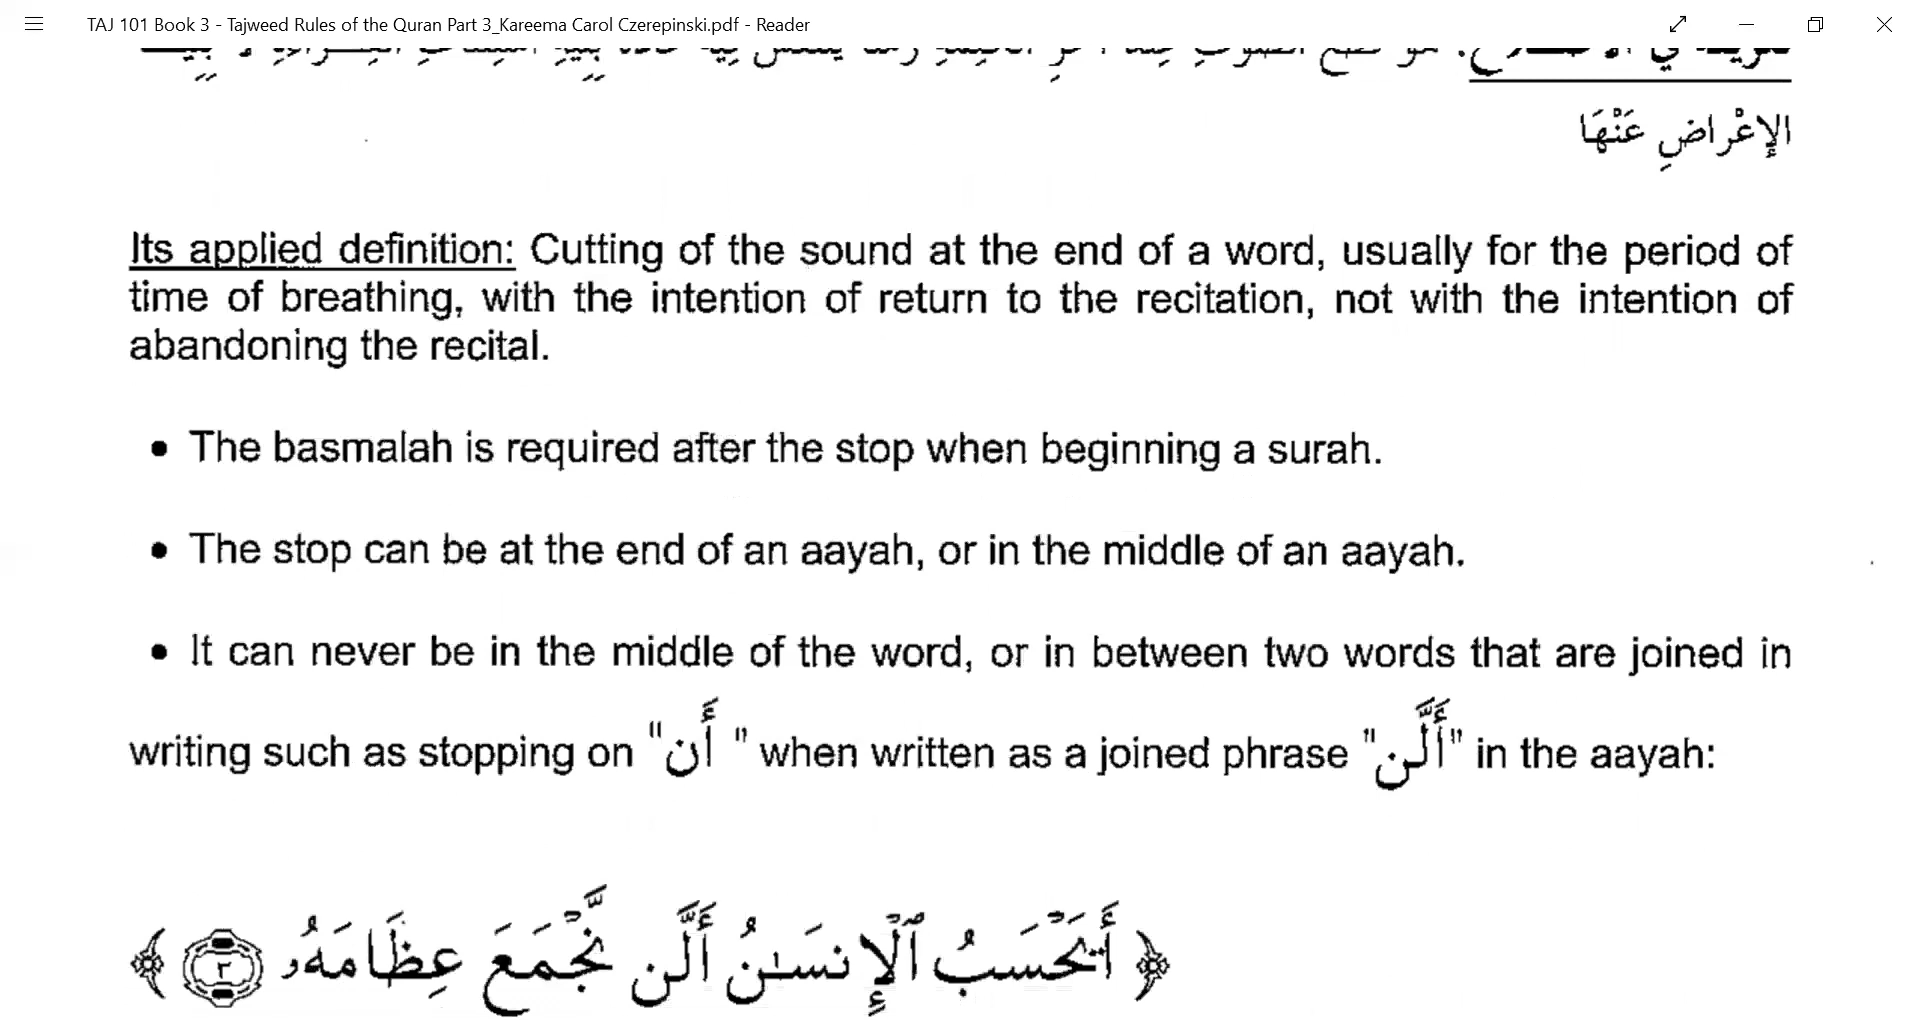 TAJ 101 Book 3 - Tajweed Rules of the Quran Part 3_Kareema Carol Czerepinski.pdf - Reader
الإِعْراضِ عَنْهَا
Its applied definition: Cutting of the sound at the end of a word, usually for the period of
time of breathing, with the intention of return to the recitation, not with the intention of
abandoning the recital.
• The basmalah is required after the stop when beginning a surah.
• The stop can be at the end of an aayah, or in the middle of an aayah.
• It can never be in the middle of the word, or in between two words that are joined in
writing such as stopping on "أَن" when written as a joined phrase "أَلَّن" in the aayah:
﴿ أَيَحْسَبُ ٱلْإِنسَـٰنُ أَلَّن نَّجْمَعَ عِظَامَهُۥ ٣ ﴾